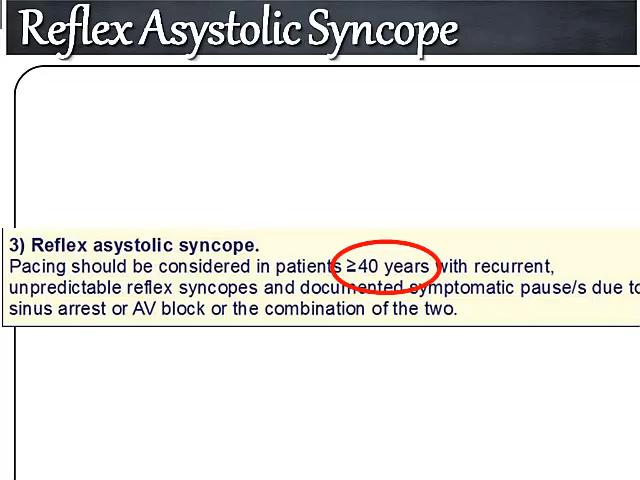 Reflex Asystolic Syncope
3) Reflex asystolic syncope.
Pacing should be considered in patients ≥40 years with recurrent,
unpredictable reflex syncopes and documented symptomatic pause/s due to
sinus arrest or AV block or the combination of the two.